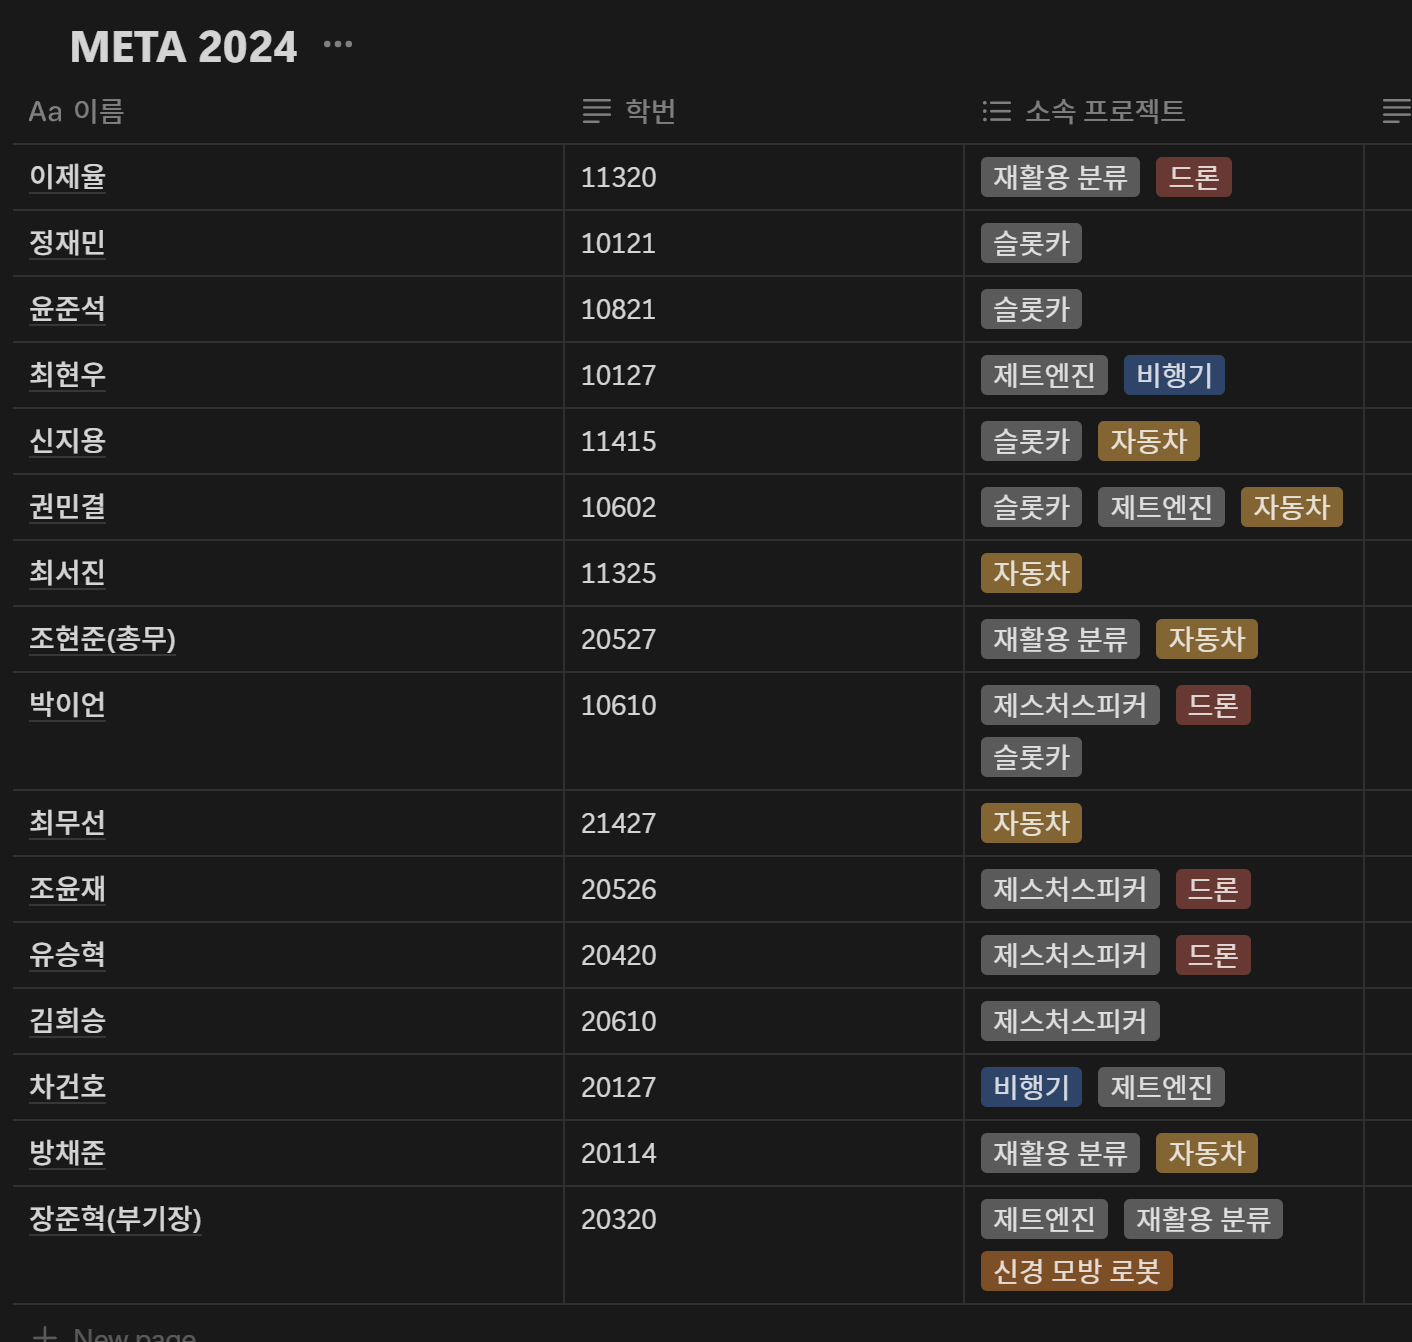 META 2024 ...
Aa 이름 학번 소속 프로젝트
이제율 11320 재활용 분류 드론
정재민 10121 슬롯카
윤준석 10821 슬롯카
최현우 10127 제트엔진 비행기
신지용 11415 슬롯카 자동차
권민결 10602 슬롯카 제트엔진 자동차
최서진 11325 자동차
조현준(총무) 20527 재활용 분류 자동차
박이언 10610 제스처스피커 드론
슬롯카
최무선 21427 자동차
조윤재 20526 제스처스피커 드론
유승혁 20420 제스처스피커 드론
김희승 20610 제스처스피커
차건호 20127 비행기 제트엔진
방채준 20114 재활용 분류 자동차
장준혁(부기장) 20320 제트엔진 재활용 분류
신경 모방 로봇
+ New page